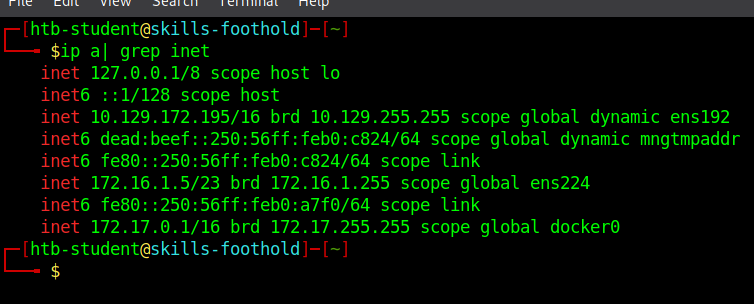 File Edit View Search Terminal Help
[htb-student@skills-foothold]-[~]
$ip a| grep inet
inet 127.0.0.1/8 scope host lo
inet6 ::1/128 scope host
inet 10.129.172.195/16 brd 10.129.255.255 scope global dynamic ens192
inet6 dead:beef::250:56ff:feb0:c824/64 scope global dynamic mngtmpaddr
inet6 fe80::250:56ff:feb0:c824/64 scope link
inet 172.16.1.5/23 brd 172.16.1.255 scope global ens224
inet6 fe80::250:56ff:feb0:a7f0/64 scope link
inet 172.17.0.1/16 brd 172.17.255.255 scope global docker0
[htb-student@skills-foothold]-[~]
$